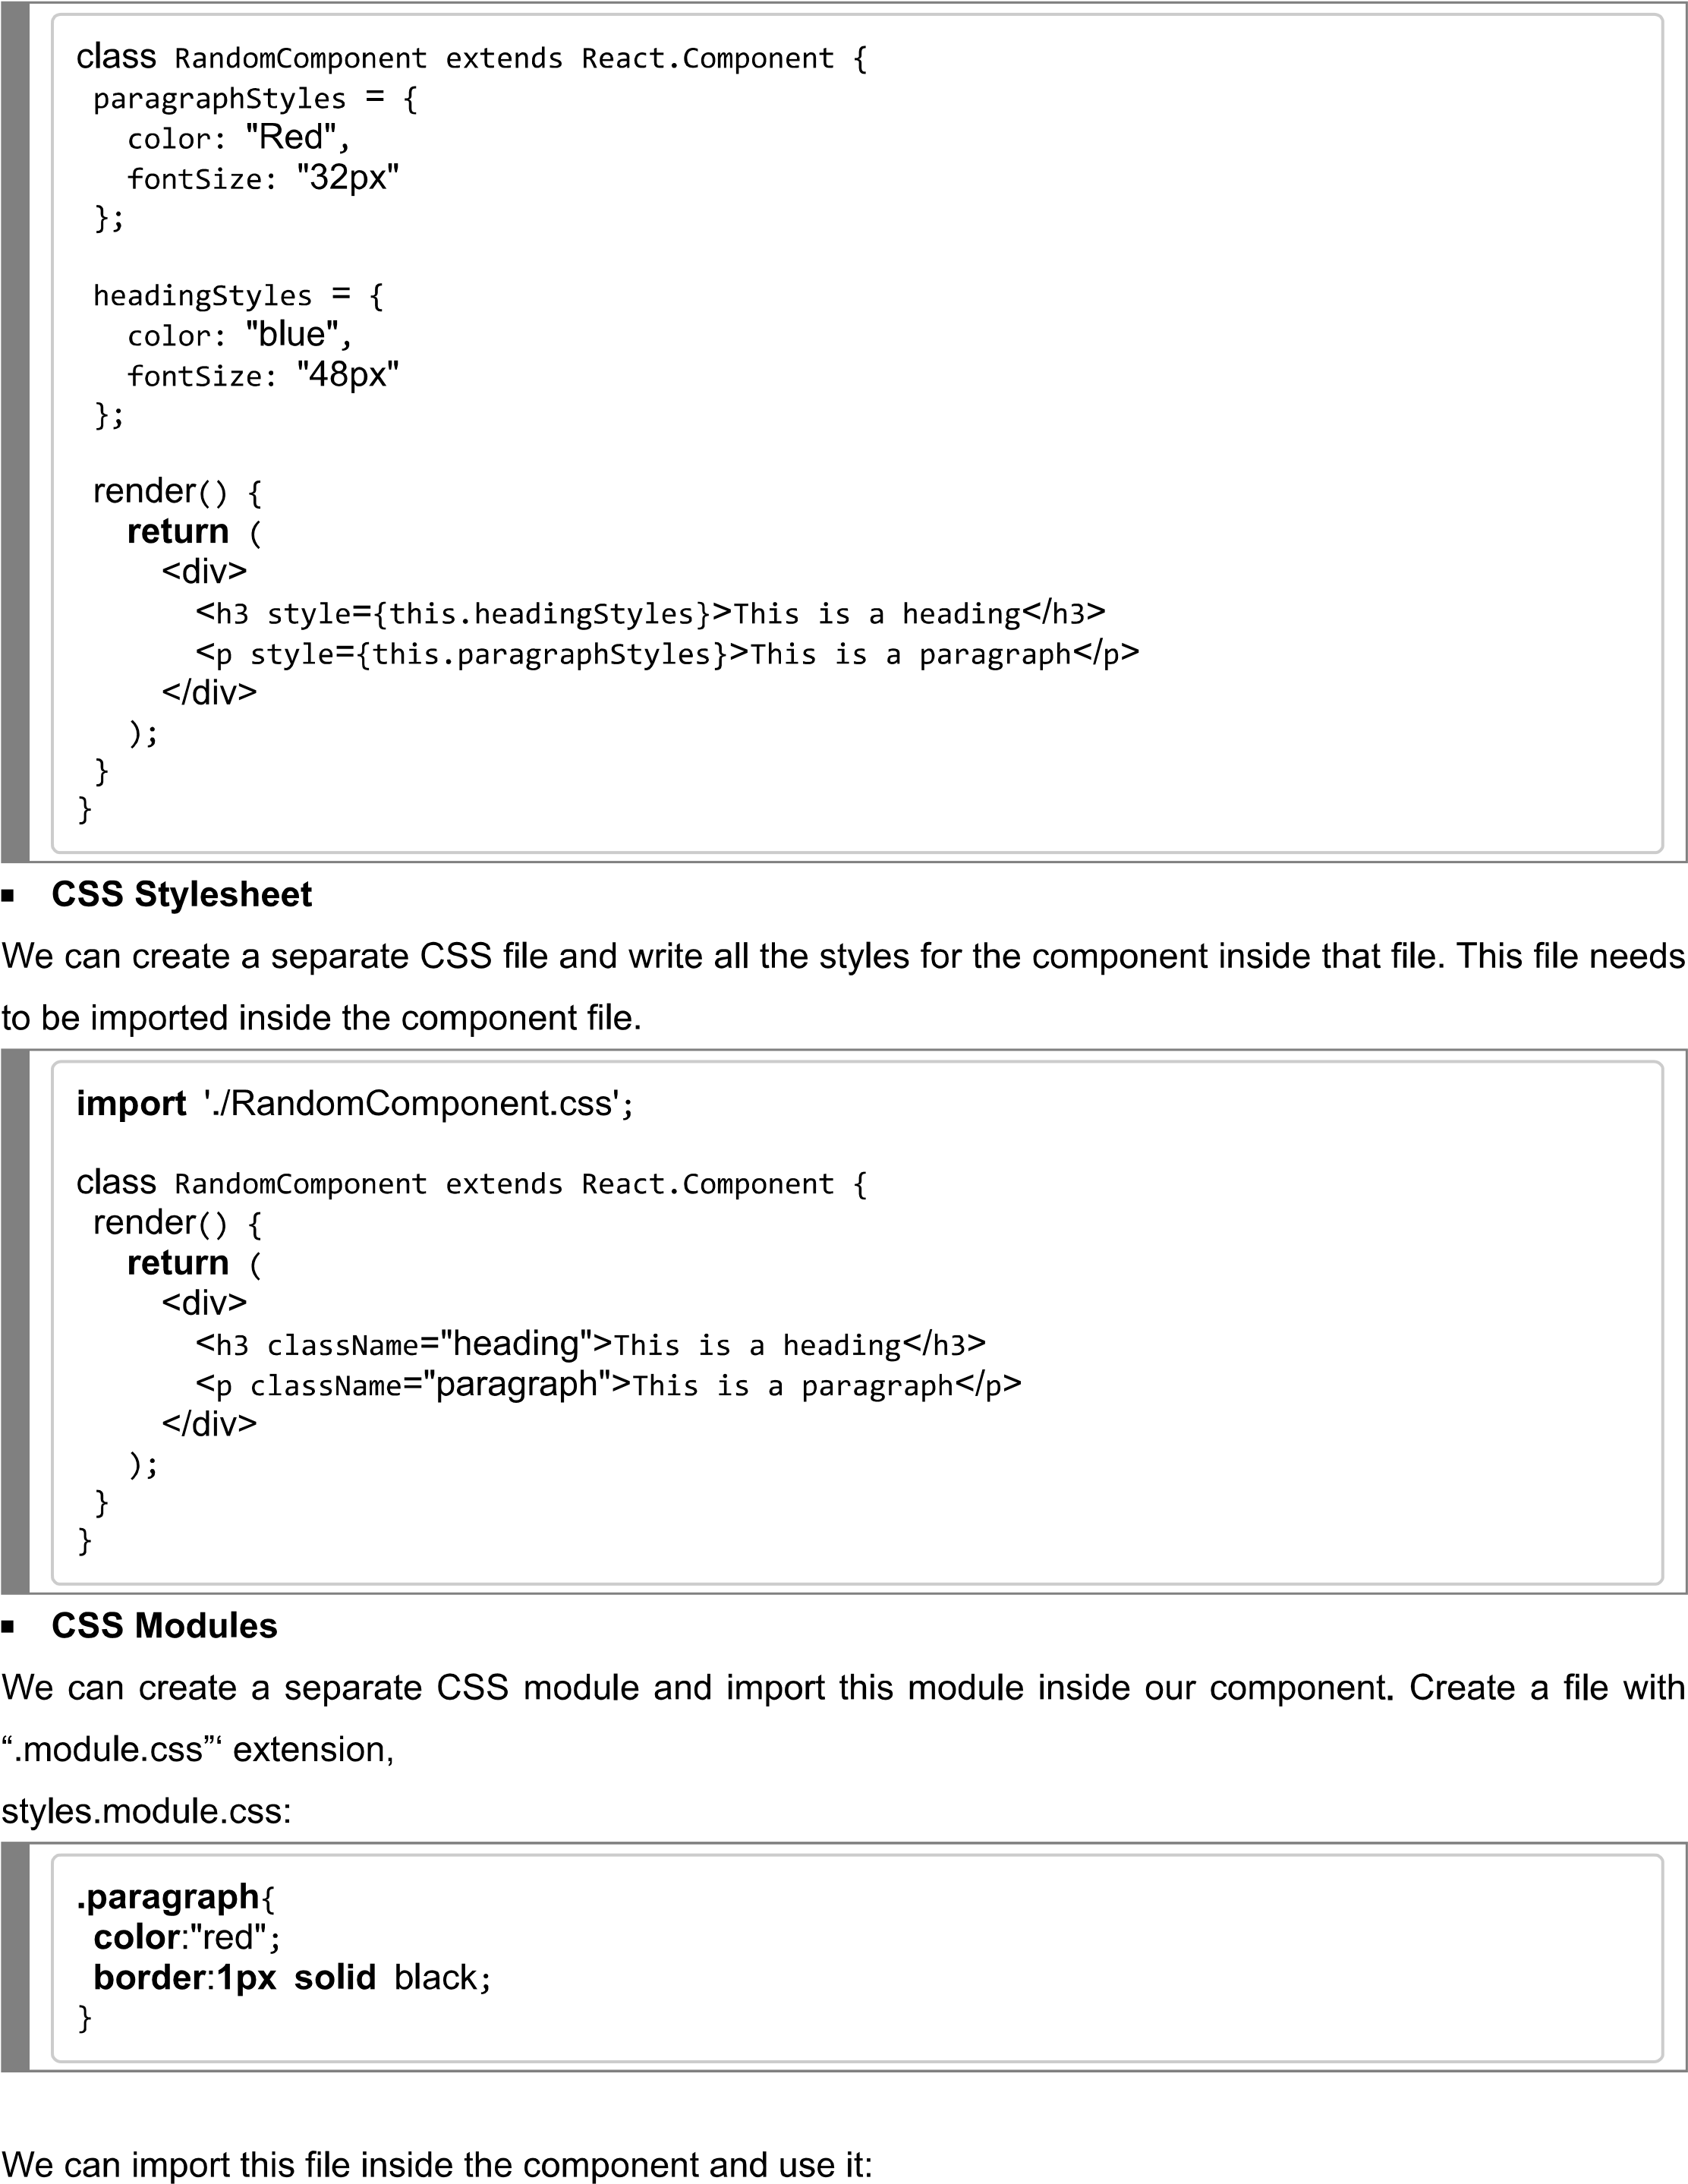 class RandomComponent extends React.Component {
 paragraphStyles = {
   color: "Red",
   fontSize: "32px"
 };

 headingStyles = {
   color: "blue",
   fontSize: "48px"
 };

 render() {
   return (
     <div>
       <h3 style={this.headingStyles}>This is a heading</h3>
       <p style={this.paragraphStyles}>This is a paragraph</p>
     </div>
   );
 }
}
▪ CSS Stylesheet
We can create a separate CSS file and write all the styles for the component inside that file. This file needs
to be imported inside the component file.
import './RandomComponent.css';

class RandomComponent extends React.Component {
 render() {
   return (
     <div>
       <h3 className="heading">This is a heading</h3>
       <p className="paragraph">This is a paragraph</p>
     </div>
   );
 }
}
▪ CSS Modules
We can create a separate CSS module and import this module inside our component. Create a file with
“.module.css”‘ extension,
styles.module.css:
.paragraph{
 color:"red";
 border:1px solid black;
}

We can import this file inside the component and use it: